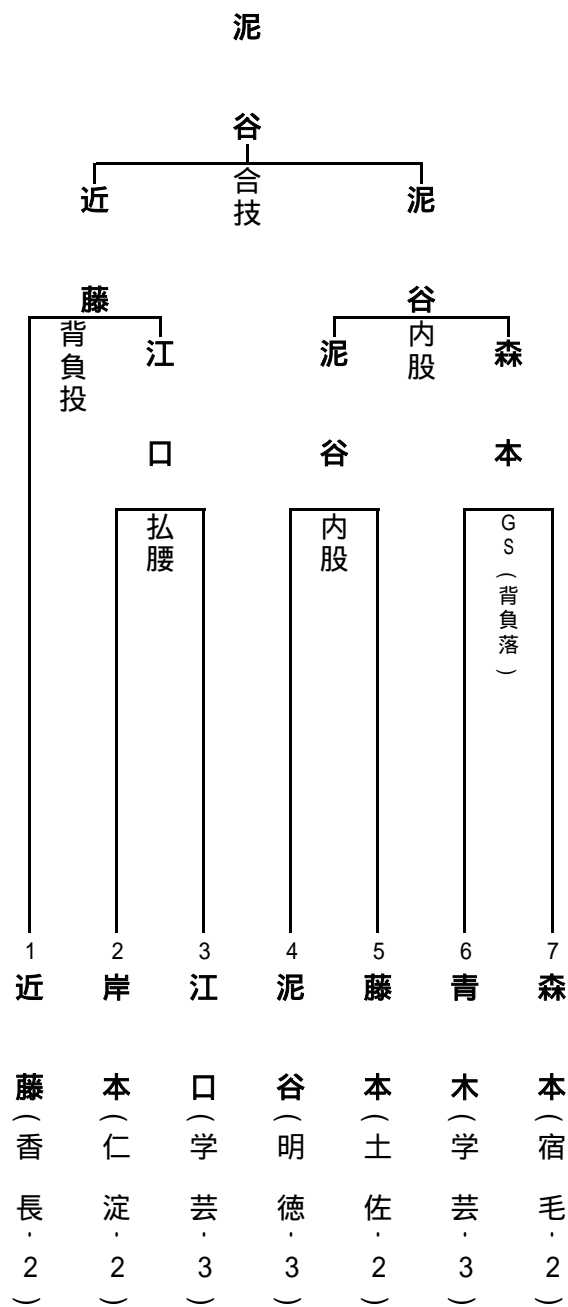 泥谷
合技
近藤
泥谷
背負投
江口
内股
泥谷
森本
払腰
内股
GS(背負落)
1
近藤(香長・2)
2
岸本(仁淀・2)
3
江口(学芸・3)
4
泥谷(明徳・3)
5
藤本(土佐・2)
6
青木(学芸・3)
7
森本(宿毛・2)